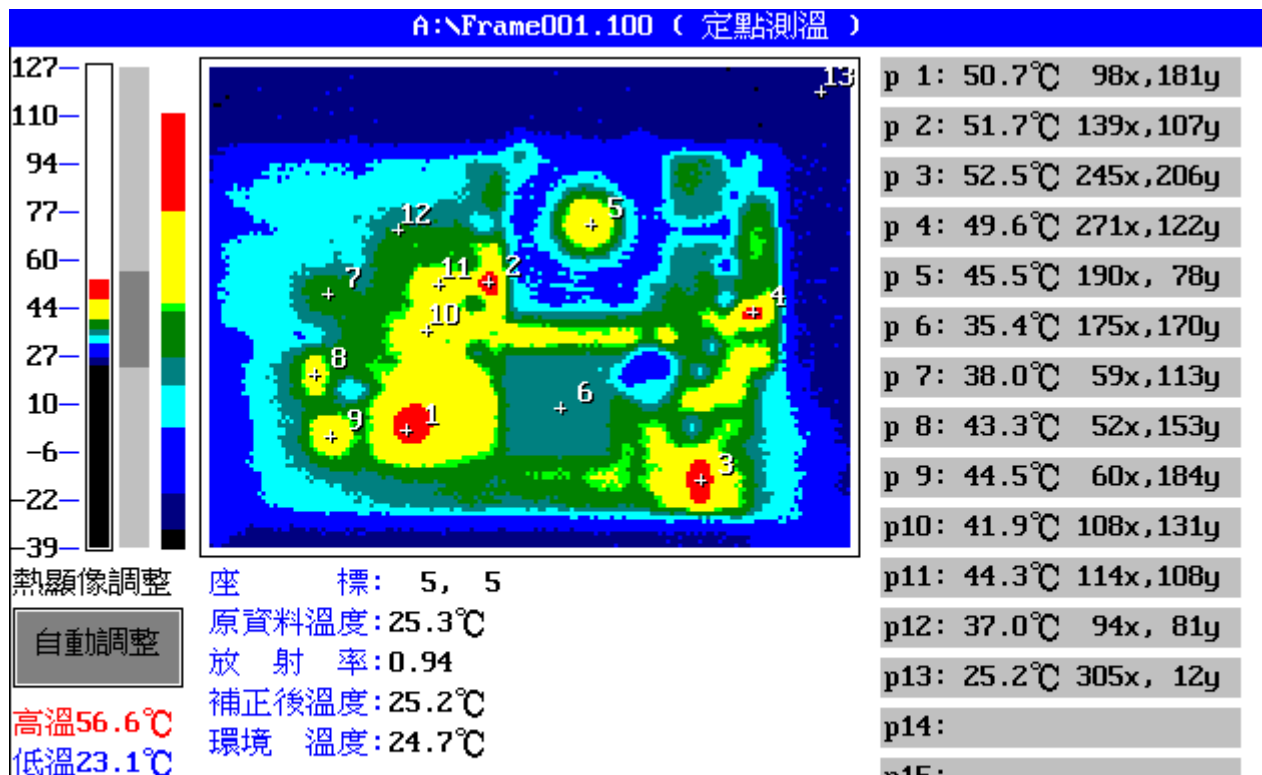 A:\Frame001.100 ( 定點測溫 )
127
110
94
77
60
44
27
10
-6
-22
-39
熱顯像調整
自動調整
高溫56.6℃
低溫23.1℃
13
12
5
7
11
2
10
4
8
6
9
1
3
座 標: 5, 5
原資料溫度:25.3℃
放 射 率:0.94
補正後溫度:25.2℃
環境 溫度:24.7℃
p 1: 50.7℃ 98x,181y
p 2: 51.7℃ 139x,107y
p 3: 52.5℃ 245x,206y
p 4: 49.6℃ 271x,122y
p 5: 45.5℃ 190x, 78y
p 6: 35.4℃ 175x,170y
p 7: 38.0℃ 59x,113y
p 8: 43.3℃ 52x,153y
p 9: 44.5℃ 60x,184y
p10: 41.9℃ 108x,131y
p11: 44.3℃ 114x,108y
p12: 37.0℃ 94x, 81y
p13: 25.2℃ 305x, 12y
p14:
p15: